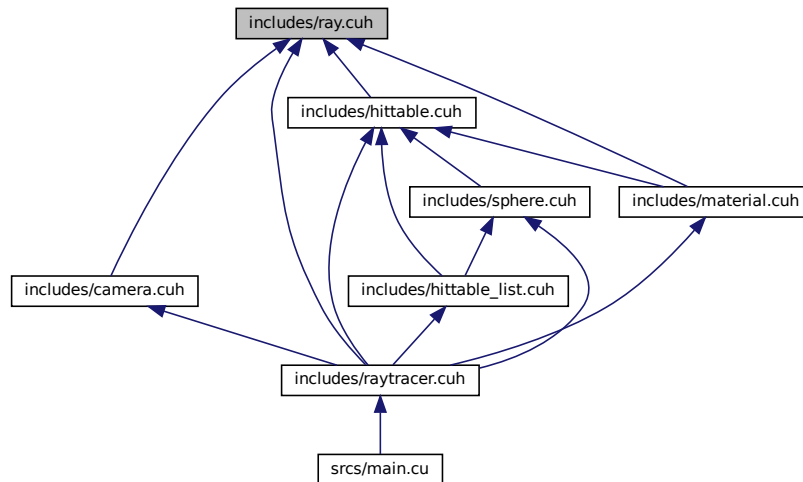 includes/ray.cuh
includes/hittable.cuh
includes/sphere.cuh
includes/material.cuh
includes/camera.cuh
includes/hittable_list.cuh
includes/raytracer.cuh
srcs/main.cu